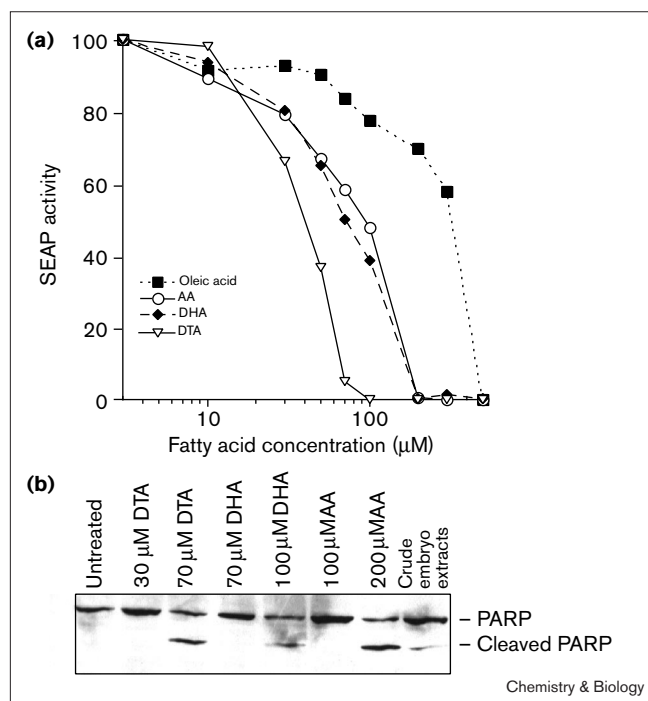 (a)
100
80
60
40
20
0
SEAP activity
Oleic acid
AA
DHA
DTA
10
100
Fatty acid concentration (µM)
(b)
Untreated
30 µM DTA
70 µM DTA
70 µM DHA
100 µM DHA
100 µM AA
200 µM AA
Crude
embryo
extracts
– PARP
– Cleaved PARP
Chemistry & Biology